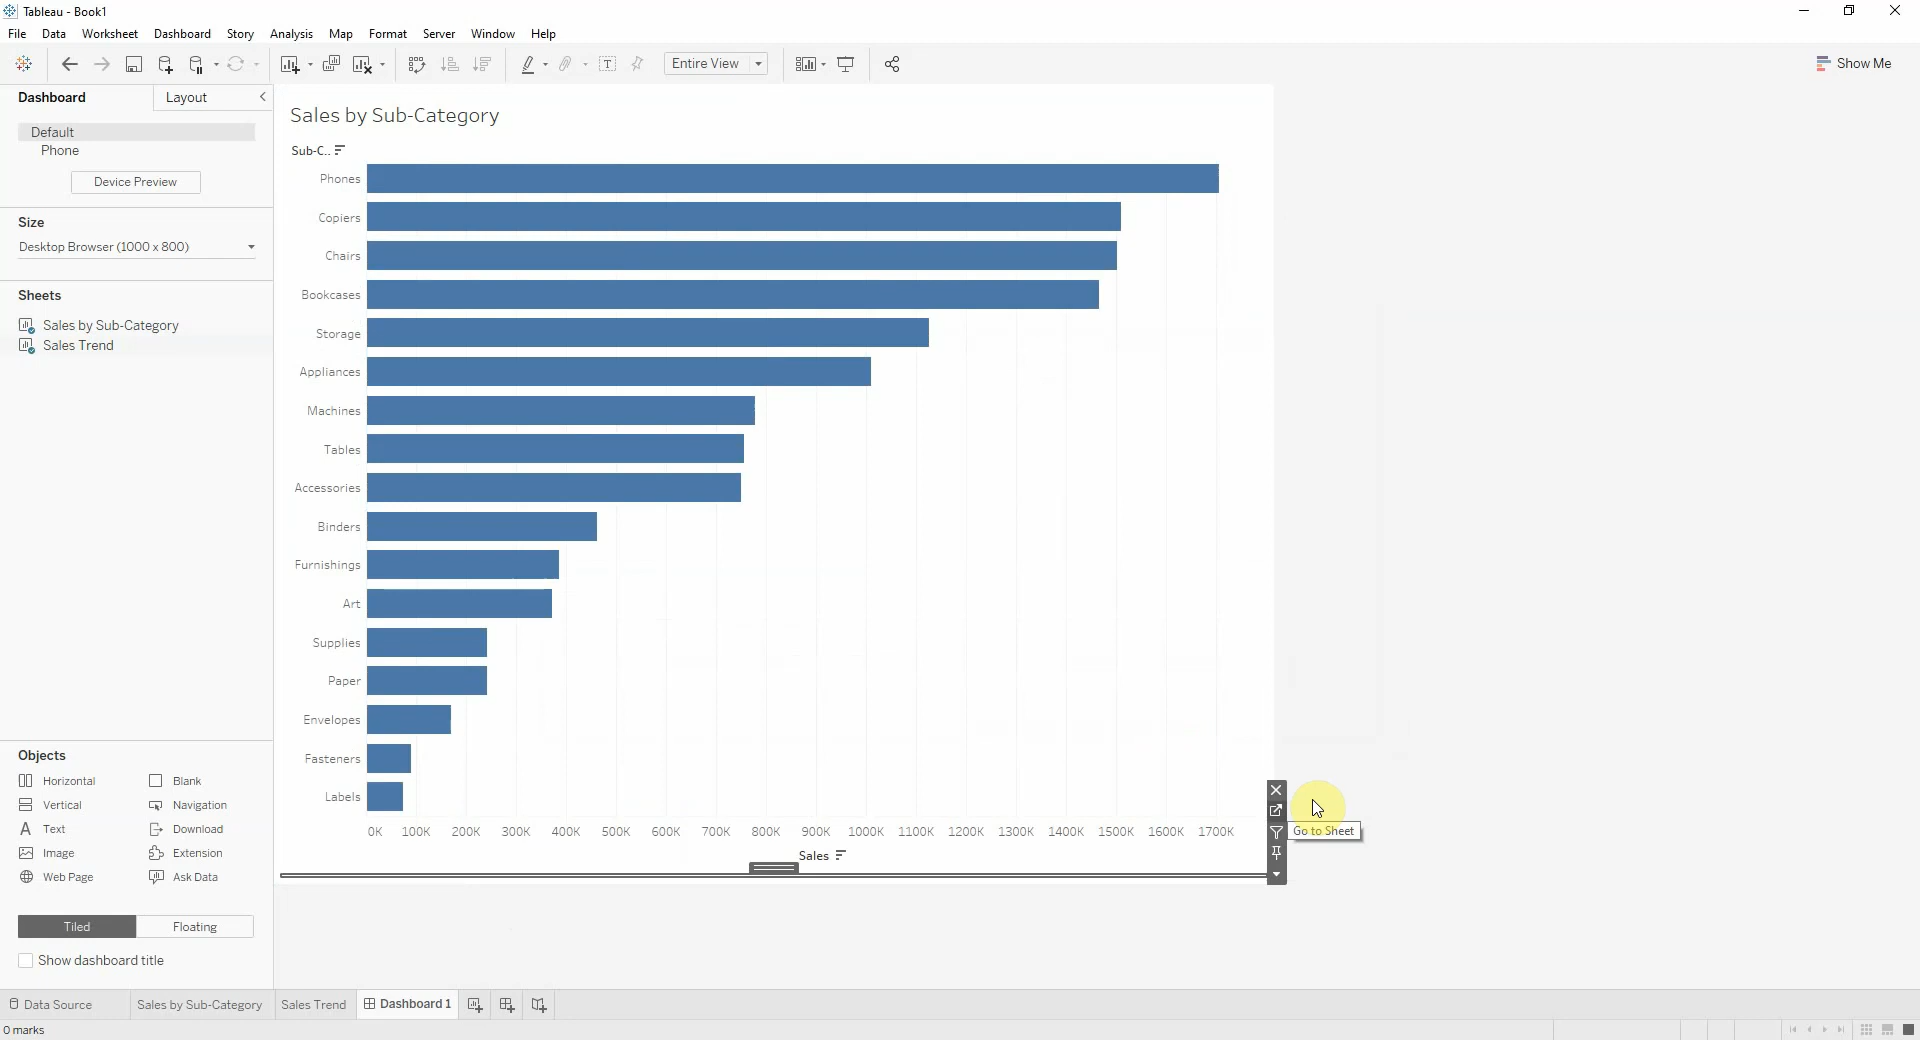 Tableau - Book1
File Data Worksheet Dashboard Story Analysis Map Format Server Window Help
Entire View
Show Me
Dashboard Layout
Default
Phone
Device Preview
Size
Desktop Browser (1000 x 800)
Sheets
Sales by Sub-Category
Sales Trend
Objects
Horizontal Blank
Vertical Navigation
Text Download
Image Extension
Web Page Ask Data
Tiled Floating
Show dashboard title
Sales by Sub-Category
Sub-C..
Phones
Copiers
Chairs
Bookcases
Storage
Appliances
Machines
Tables
Accessories
Binders
Furnishings
Art
Supplies
Paper
Envelopes
Fasteners
Labels
0K 100K 200K 300K 400K 500K 600K 700K 800K 900K 1000K 1100K 1200K 1300K 1400K 1500K 1600K 1700K
Sales
Go to Sheet
Data Source Sales by Sub-Category Sales Trend Dashboard 1
0 marks